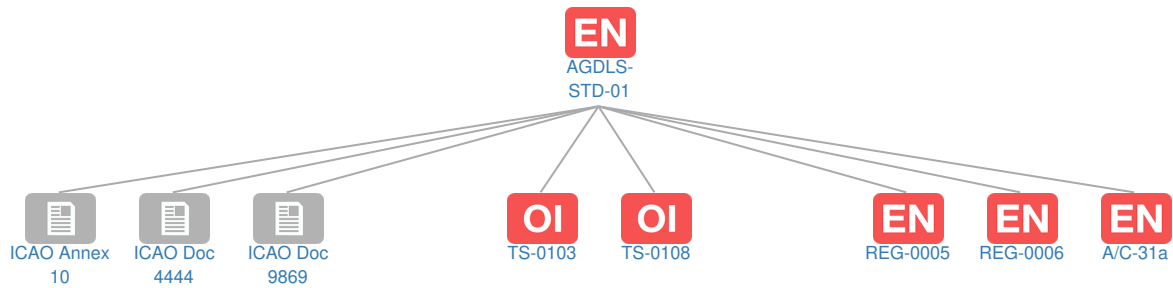 EN
AGDLS-
STD-01
ICAO Annex
10
ICAO Doc
4444
ICAO Doc
9869
OI
TS-0103
OI
TS-0108
EN
REG-0005
EN
REG-0006
EN
A/C-31a